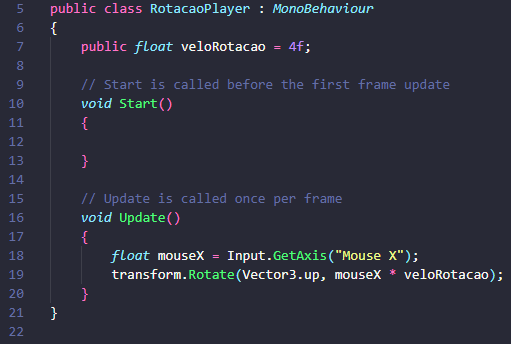 5 public class RotacaoPlayer : MonoBehaviour
6 {
7     public float veloRotacao = 4f;
8
9     // Start is called before the first frame update
10     void Start()
11     {
12
13     }
14
15     // Update is called once per frame
16     void Update()
17     {
18         float mouseX = Input.GetAxis("Mouse X");
19         transform.Rotate(Vector3.up, mouseX * veloRotacao);
20     }
21 }
22